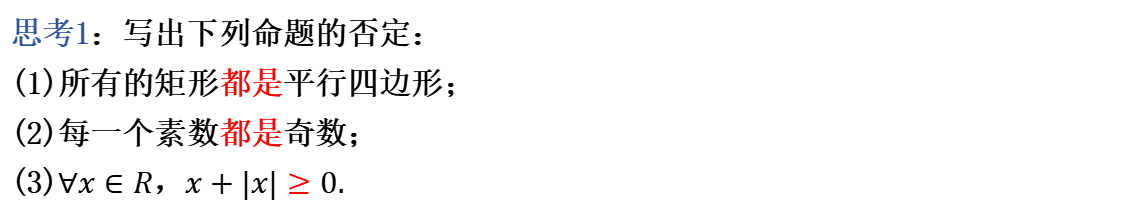 思考1：写出下列命题的否定：
(1)所有的矩形都是平行四边形；
(2)每一个素数都是奇数；
(3)∀x ∈ R，x + |x| ≥ 0.